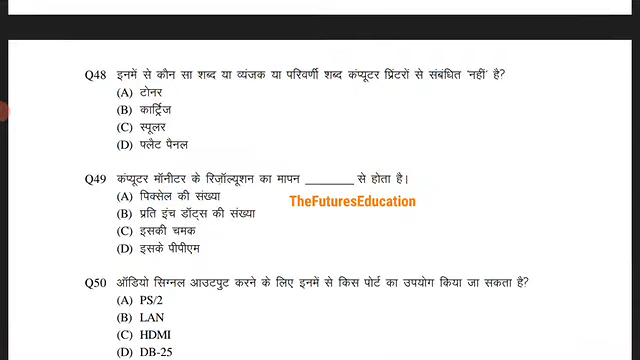 Q48 इनमें से कौन सा शब्द या व्यंजक या परिवर्णी शब्द कंप्यूटर प्रिंटरों से संबंधित 'नहीं' है?
(A) टोनर
(B) कार्ट्रिज
(C) स्पूलर
(D) फ्लैट पैनल
Q49 कंप्यूटर मॉनीटर के रिज़ॉल्यूशन का मापन ________ से होता है।
(A) पिक्सेल की संख्या
TheFuturesEducation
(B) प्रति इंच डॉट्स की संख्या
(C) इसकी चमक
(D) इसके पीपीएम
Q50 ऑडियो सिग्नल आउटपुट करने के लिए इनमें से किस पोर्ट का उपयोग किया जा सकता है?
(A) PS/2
(B) LAN
(C) HDMI
(D) DB-25